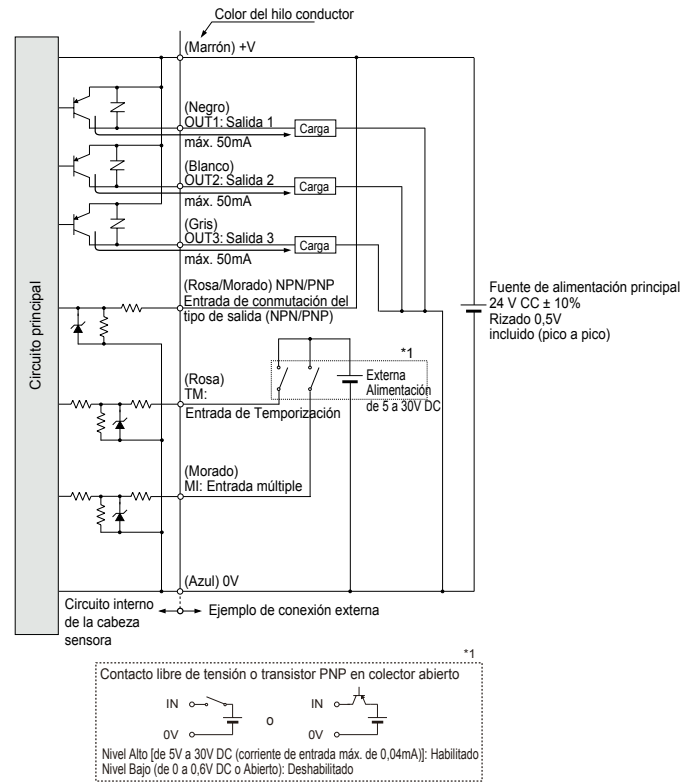 Color del hilo conductor
(Marrón) +V
(Negro)
OUT1: Salida 1
Carga
máx. 50mA
(Blanco)
OUT2: Salida 2
Carga
máx. 50mA
(Gris)
OUT3: Salida 3
Carga
máx. 50mA
Circuito principal
(Rosa/Morado) NPN/PNP
Entrada de conmutación del
tipo de salida (NPN/PNP)
Fuente de alimentación principal
24 V CC ± 10%
Rizado 0,5V
incluido (pico a pico)
*1
Externa
Alimentación
de 5 a 30V DC
(Rosa)
TM:
Entrada de Temporización
(Morado)
MI: Entrada múltiple
(Azul) 0V
Circuito interno
de la cabeza
sensora
Ejemplo de conexión externa
*1
Contacto libre de tensión o transistor PNP en colector abierto
IN
0V
o
IN
0V
Nivel Alto [de 5V a 30V DC (corriente de entrada máx. de 0,04mA)]: Habilitado
Nivel Bajo (de 0 a 0,6V DC o Abierto): Deshabilitado